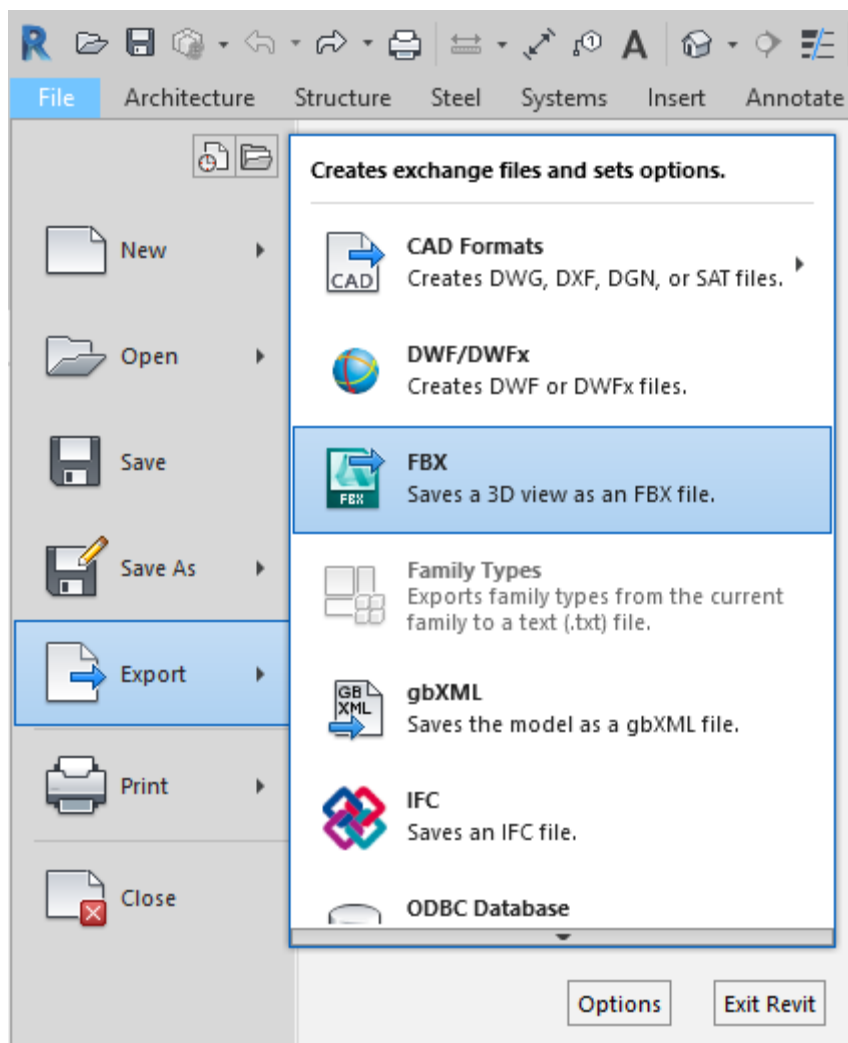 R
1
A
File Architecture Structure Steel Systems Insert Annotate
Creates exchange files and sets options.
New
CAD
CAD Formats
Creates DWG, DXF, DGN, or SAT files.
Open
DWF/DWFx
Creates DWF or DWFx files.
Save
FBX
FBX
Saves a 3D view as an FBX file.
Save As
Family Types
Exports family types from the current
family to a text (.txt) file.
Export
GB
XML
gbXML
Saves the model as a gbXML file.
Print
IFC
Saves an IFC file.
Close
ODBC Database
Options
Exit Revit